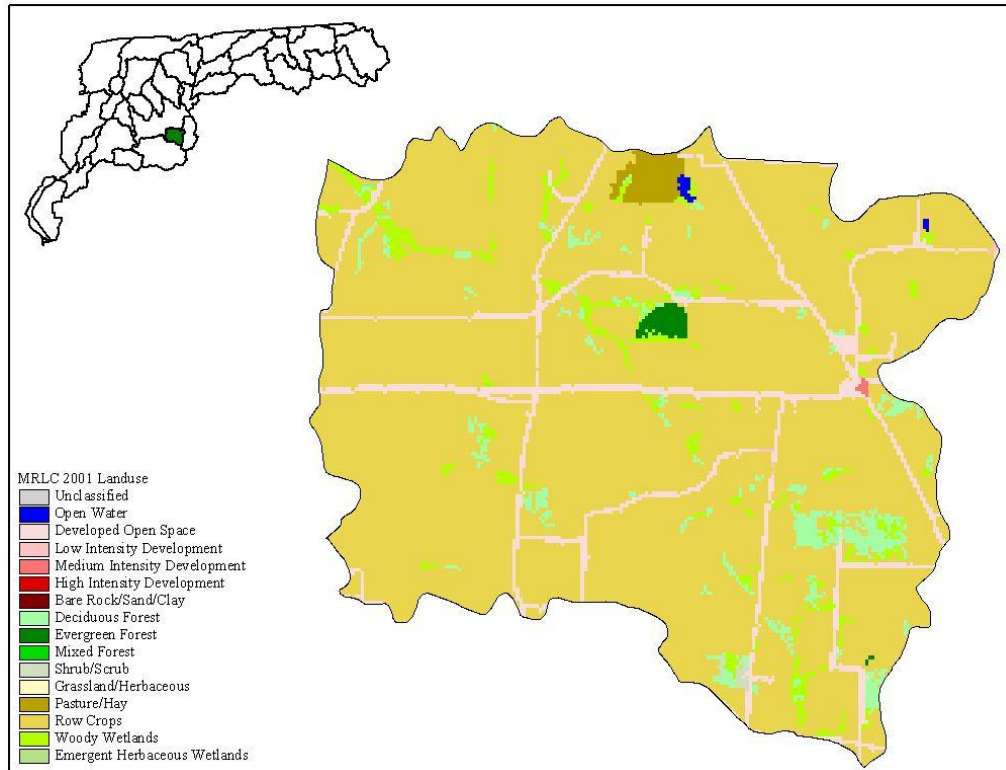 MRLC 2001 Landuse
Unclassified
Open Water
Developed Open Space
Low Intensity Development
Medium Intensity Development
High Intensity Development
Bare Rock/Sand/Clay
Deciduous Forest
Evergreen Forest
Mixed Forest
Shrub/Scrub
Grassland/Herbaceous
Pasture/Hay
Row Crops
Woody Wetlands
Emergent Herbaceous Wetlands